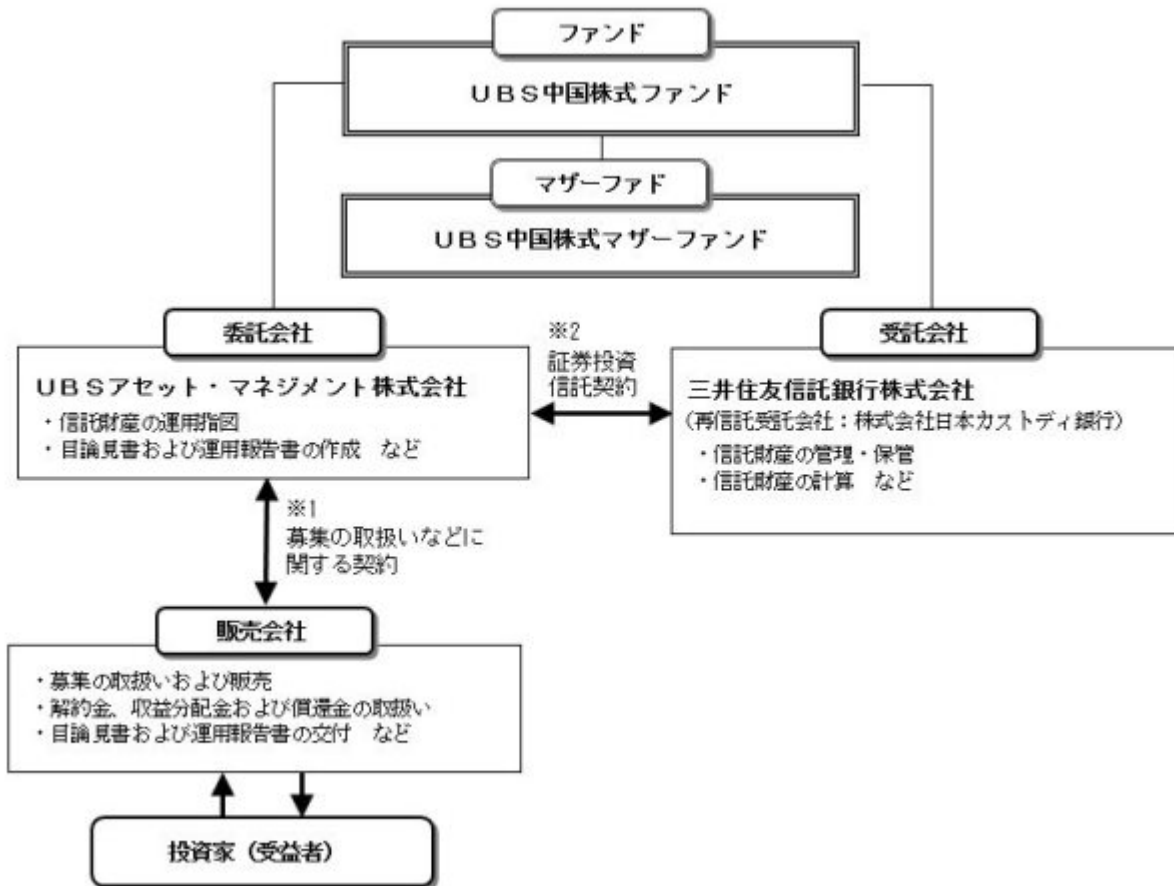 ファンド
UBS中国株式ファンド
マザーファド
UBS中国株式マザーファンド
委託会社
UBSアセット・マネジメント株式会社
・信託財産の運用指図
・目論見書および運用報告書の作成 など
※2
証券投資
信託契約
受託会社
三井住友信託銀行株式会社
(再信託受託会社:株式会社日本カストディ銀行)
・信託財産の管理・保管
・信託財産の計算 など
※1
募集の取扱いなどに
関する契約
販売会社
・募集の取扱いおよび販売
・解約金、収益分配金および償還金の取扱い
・目論見書および運用報告書の交付 など
投資家(受益者)